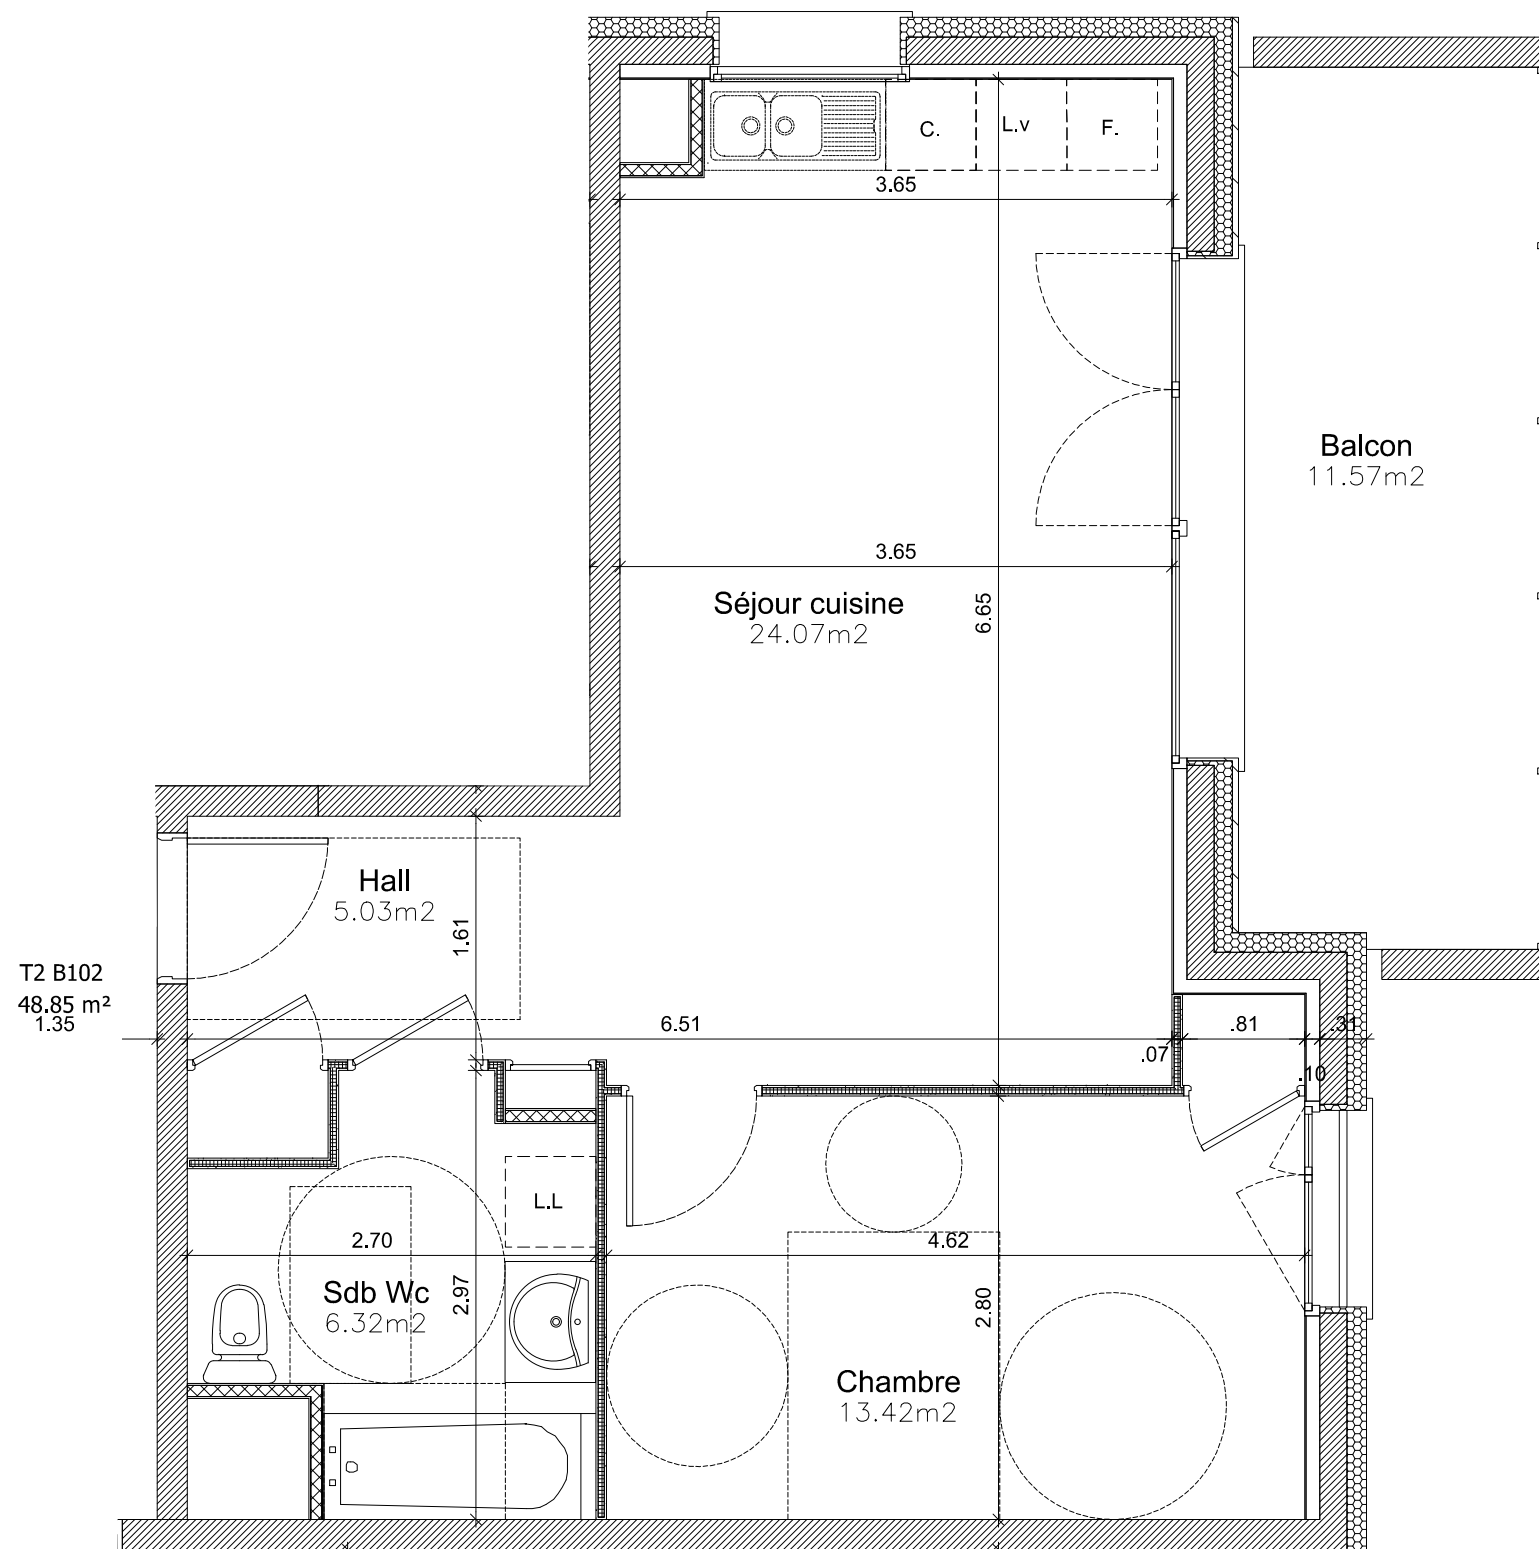 C.
L.v
F.
3.65
Balcon
11.57m2
3.65
Séjour cuisine
24.07m2
6.65
Hall
5.03m2
1.61
T2 B102
48.85 m²
1.35
6.51
.81
.31
.07
.10
L.L
2.70
4.62
Sdb Wc
6.32m2
2.97
2.80
Chambre
13.42m2